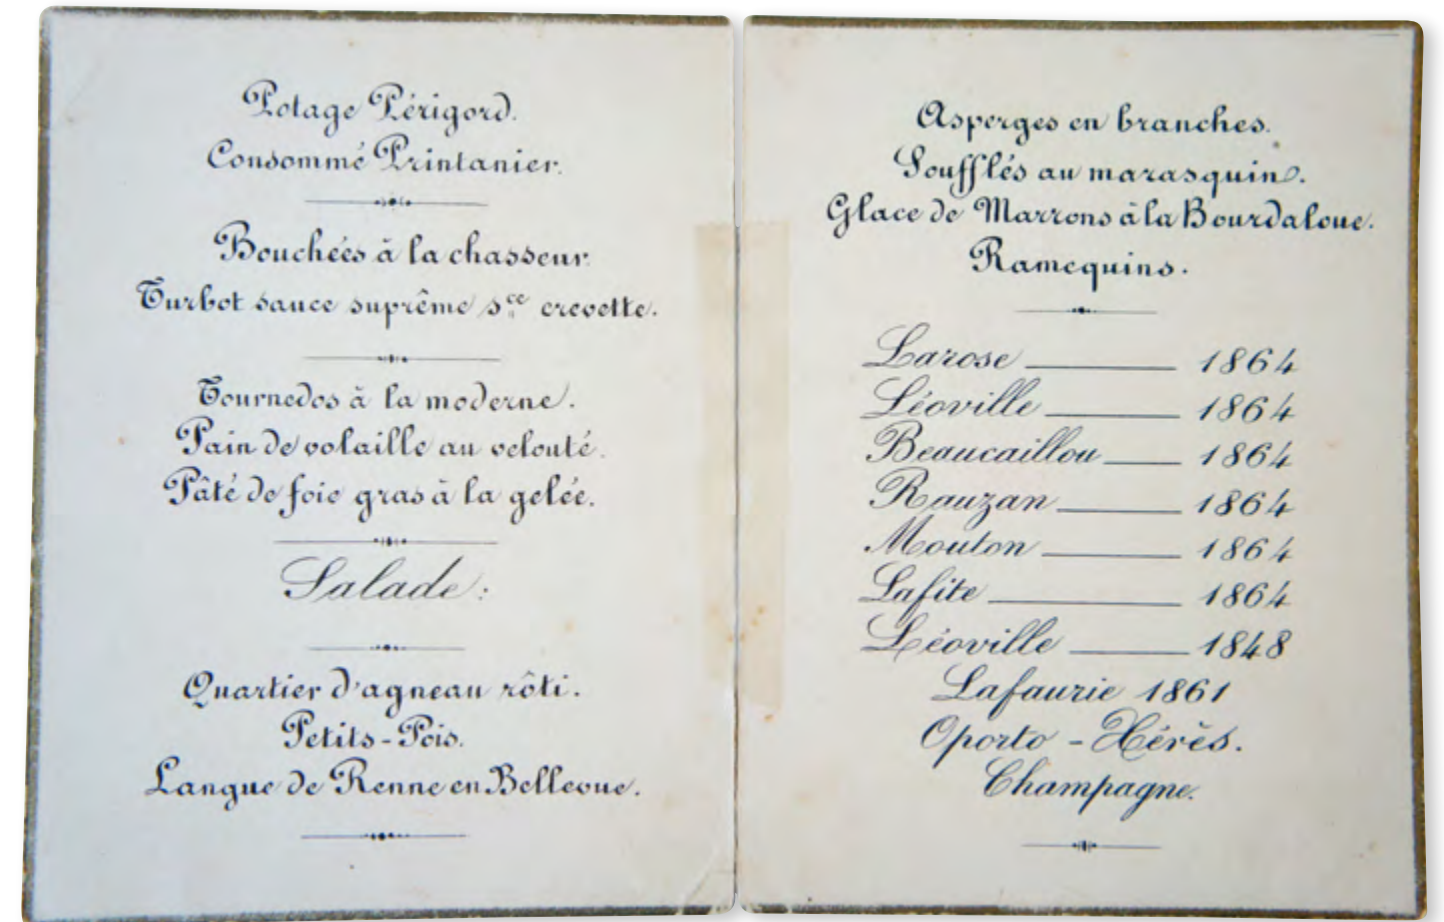 Potage Périgord.
Consommé Printanier.
Bouchées à la chasseur.
Turbot sauce suprême s.ce crevette.
Tournedos à la moderne.
Pain de volaille au velouté.
Pâté de foie gras à la gelée.
Salade:
Quartier d'agneau rôti.
Petits-Pois.
Langue de Renne en Bellevue.
Asperges en branches.
Soufflés au marasquin.
Glace de Marrons à la Bourdaloue.
Ramequins.
Larose 1864
Léoville 1864
Beaucaillou 1864
Rauzan 1864
Mouton 1864
Lafite 1864
Léoville 1848
Lafaurie 1861
Oporto - Xérès.
Champagne.